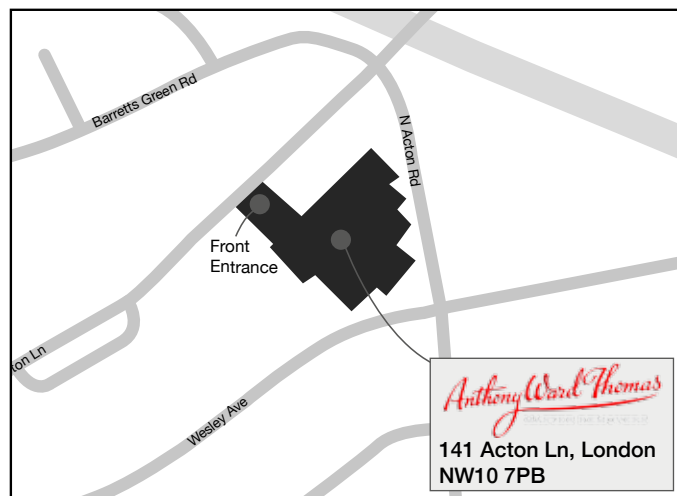 Barretts Green Rd
N Acton Rd
Front
Entrance
ton Ln
Wesley Ave
Anthony Ward Thomas
141 Acton Ln, London
NW10 7PB